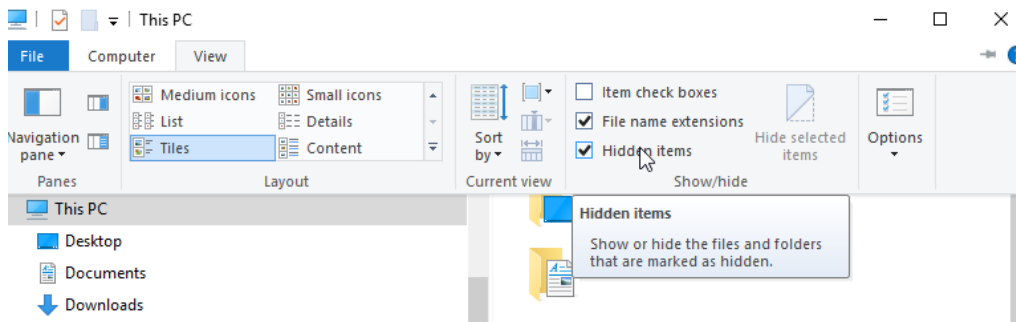 This PC
File Computer View
Medium icons Small icons
List Details
Tiles Content
Navigation
pane
Panes
Layout
Sort
by
Current view
Item check boxes
File name extensions
Hidden items
Hide selected
items
Show/hide
Options
This PC
Desktop
Documents
Downloads
Hidden items
Show or hide the files and folders
that are marked as hidden.